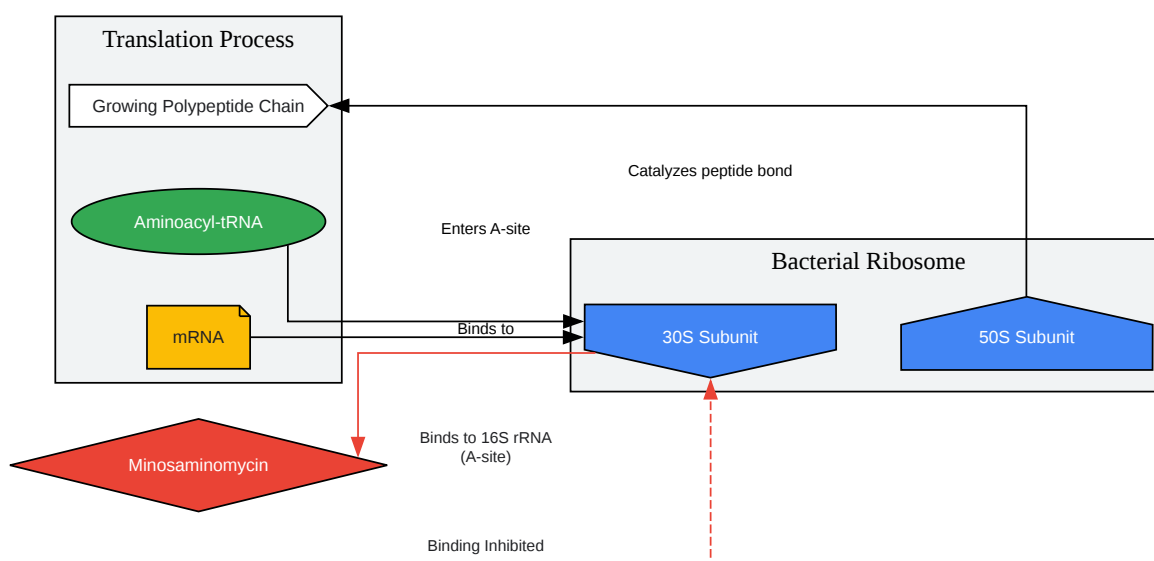 Translation Process
Growing Polypeptide Chain
Catalyzes peptide bond
Aminoacyl-tRNA
Enters A-site
Bacterial Ribosome
mRNA
Binds to
30S Subunit
50S Subunit
Minosaminomycin
Binds to 16S rRNA
(A-site)
Binding Inhibited